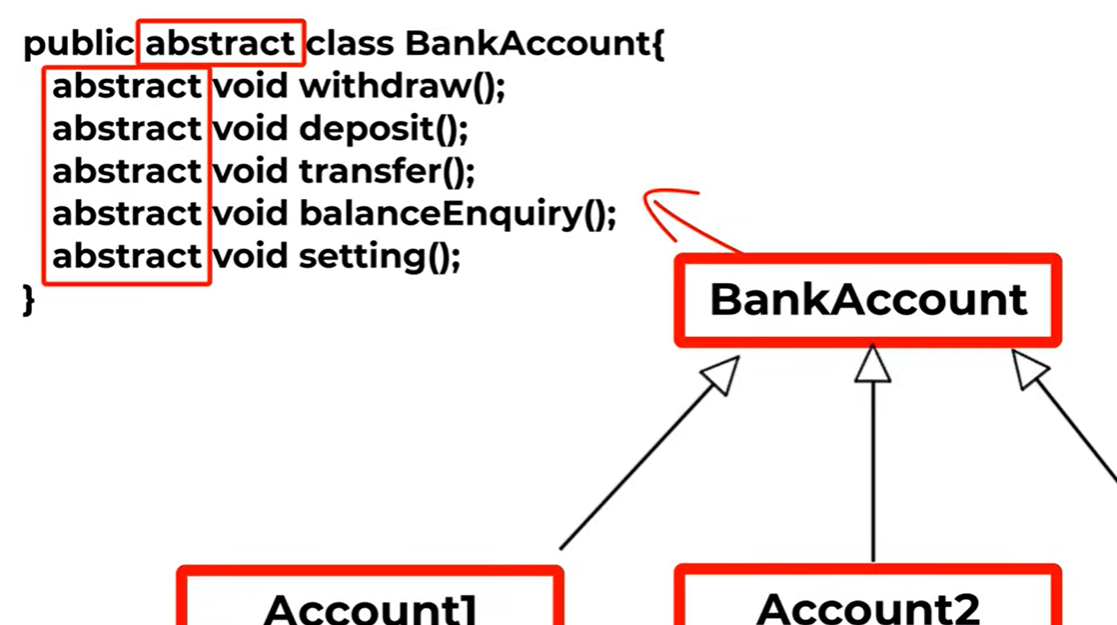 public abstract class BankAccount{
abstract void withdraw();
abstract void deposit();
abstract void transfer();
abstract void balanceEnquiry();
abstract void setting();
}
BankAccount
Account1
Account2